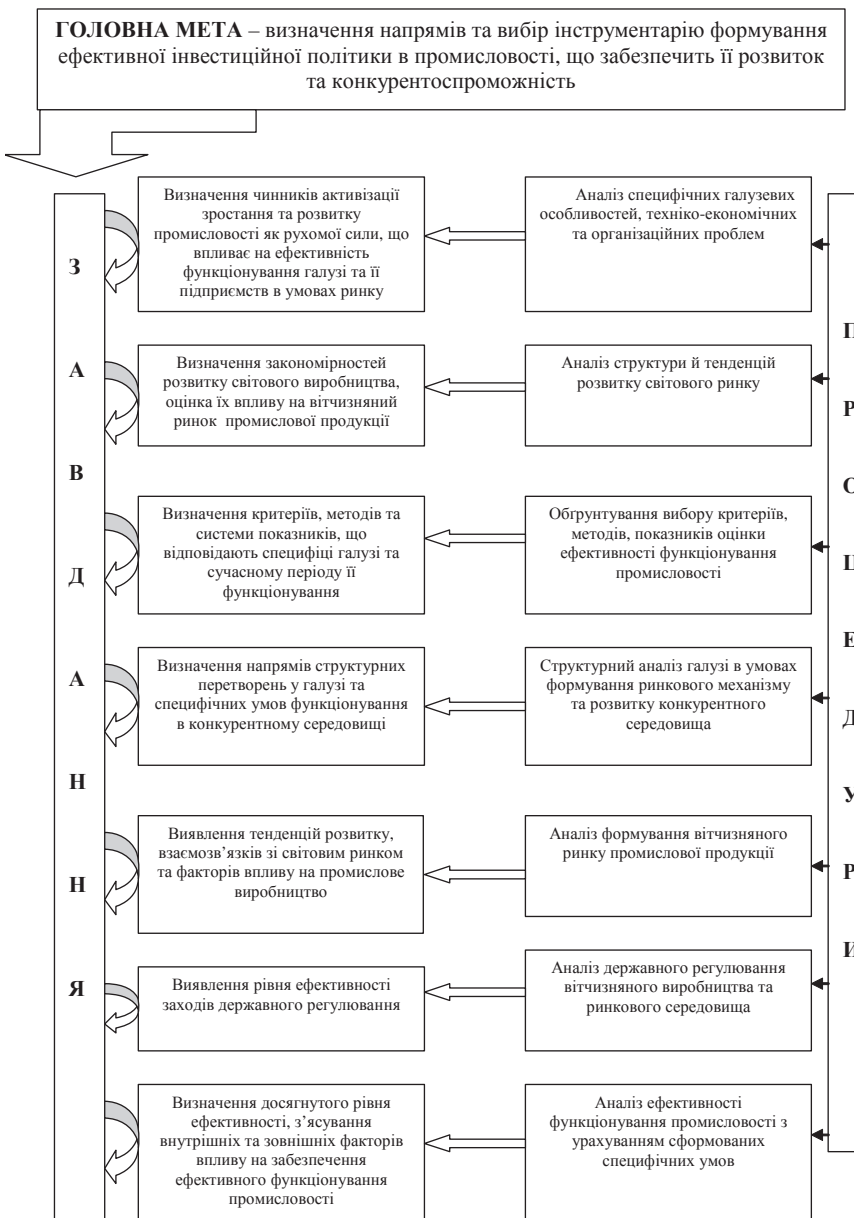 ГОЛОВНА МЕТА – визначення напрямів та вибір інструментарію формування
ефективної інвестиційної політики в промисловості, що забезпечить її розвиток
та конкурентоспроможність
З
А
В
Д
А
Н
Н
Я
Визначення чинників активізації
зростання та розвитку
промисловості як рухомої сили, що
впливає на ефективність
функціонування галузі та її
підприємств в умовах ринку
Аналіз специфічних галузевих
особливостей, техніко-економічних
та організаційних проблем
Визначення закономірностей
розвитку світового виробництва,
оцінка їх впливу на вітчизняний
ринок промислової продукції
Аналіз структури й тенденцій
розвитку світового ринку
Визначення критеріїв, методів та
системи показників, що
відповідають специфіці галузі та
сучасному періоду її
функціонування
Обґрунтування вибору критеріїв,
методів, показників оцінки
ефективності функціонування
промисловості
Визначення напрямів структурних
перетворень у галузі та
специфічних умов функціонування
в конкурентному середовищі
Структурний аналіз галузі в умовах
формування ринкового механізму
та розвитку конкурентного
середовища
Виявлення тенденцій розвитку,
взаємозв’язків зі світовим ринком
та факторів впливу на промислове
виробництво
Аналіз формування вітчизняного
ринку промислової продукції
Виявлення рівня ефективності
заходів державного регулювання
Аналіз державного регулювання
вітчизняного виробництва та
ринкового середовища
Визначення досягнутого рівня
ефективності, з’ясування
внутрішніх та зовнішніх факторів
впливу на забезпечення
ефективного функціонування
промисловості
Аналіз ефективності
функціонування промисловості з
урахуванням сформованих
специфічних умов
П
Р
О
Ц
Е
Д
У
Р
И